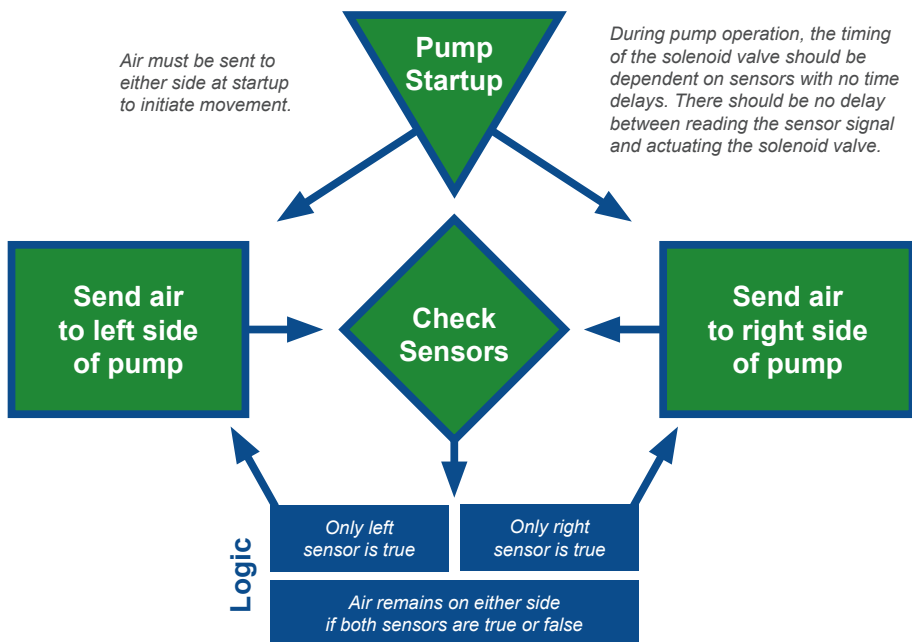 Air must be sent to
either side at startup
to initiate movement.
Pump
Startup
During pump operation, the timing
of the solenoid valve should be
dependent on sensors with no time
delays. There should be no delay
between reading the sensor signal
and actuating the solenoid valve.
Send air
to left side
of pump
Check
Sensors
Send air
to right side
of pump
Logic
Only left
sensor is true
Only right
sensor is true
Air remains on either side
if both sensors are true or false